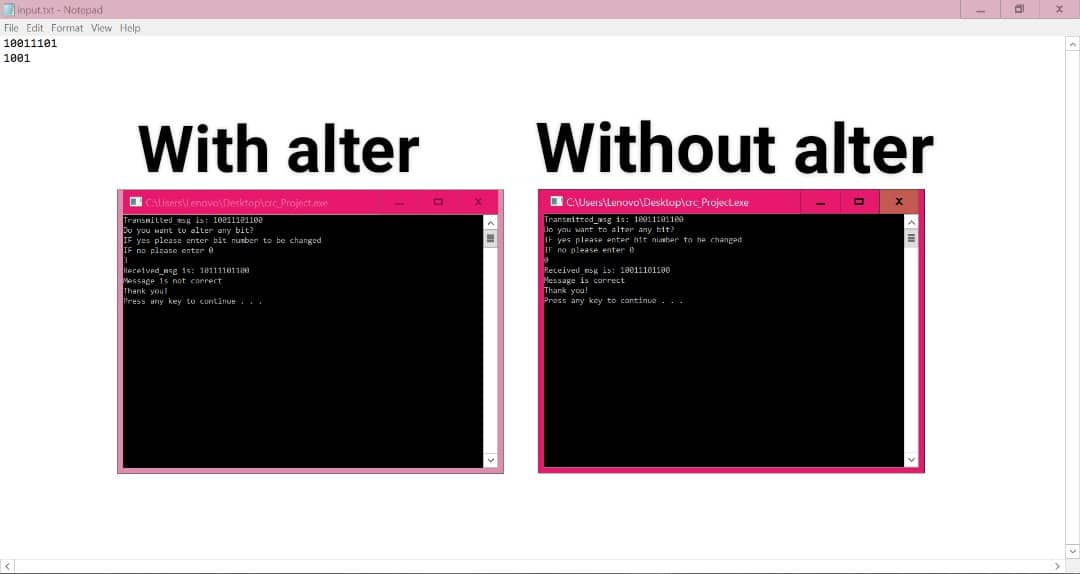 input.txt - Notepad
File Edit Format View Help
10011101
1001
With alter
Without alter
C:\Users\Lenovo\Desktop\crc_Project.exe
Transmitted_msg is: 10011101100
Do you want to alter any bit?
IF yes please enter bit number to be changed
IF no please enter 0
3
Received_msg is: 10111101100
Message is not correct
Thank you!
Press any key to continue . . .
C:\Users\Lenovo\Desktop\crc_Project.exe
Transmitted_msg is: 10011101100
Do you want to alter any bit?
IF yes please enter bit number to be changed
IF no please enter 0
0
Received_msg is: 10011101100
Message is correct
Thank you!
Press any key to continue . . .